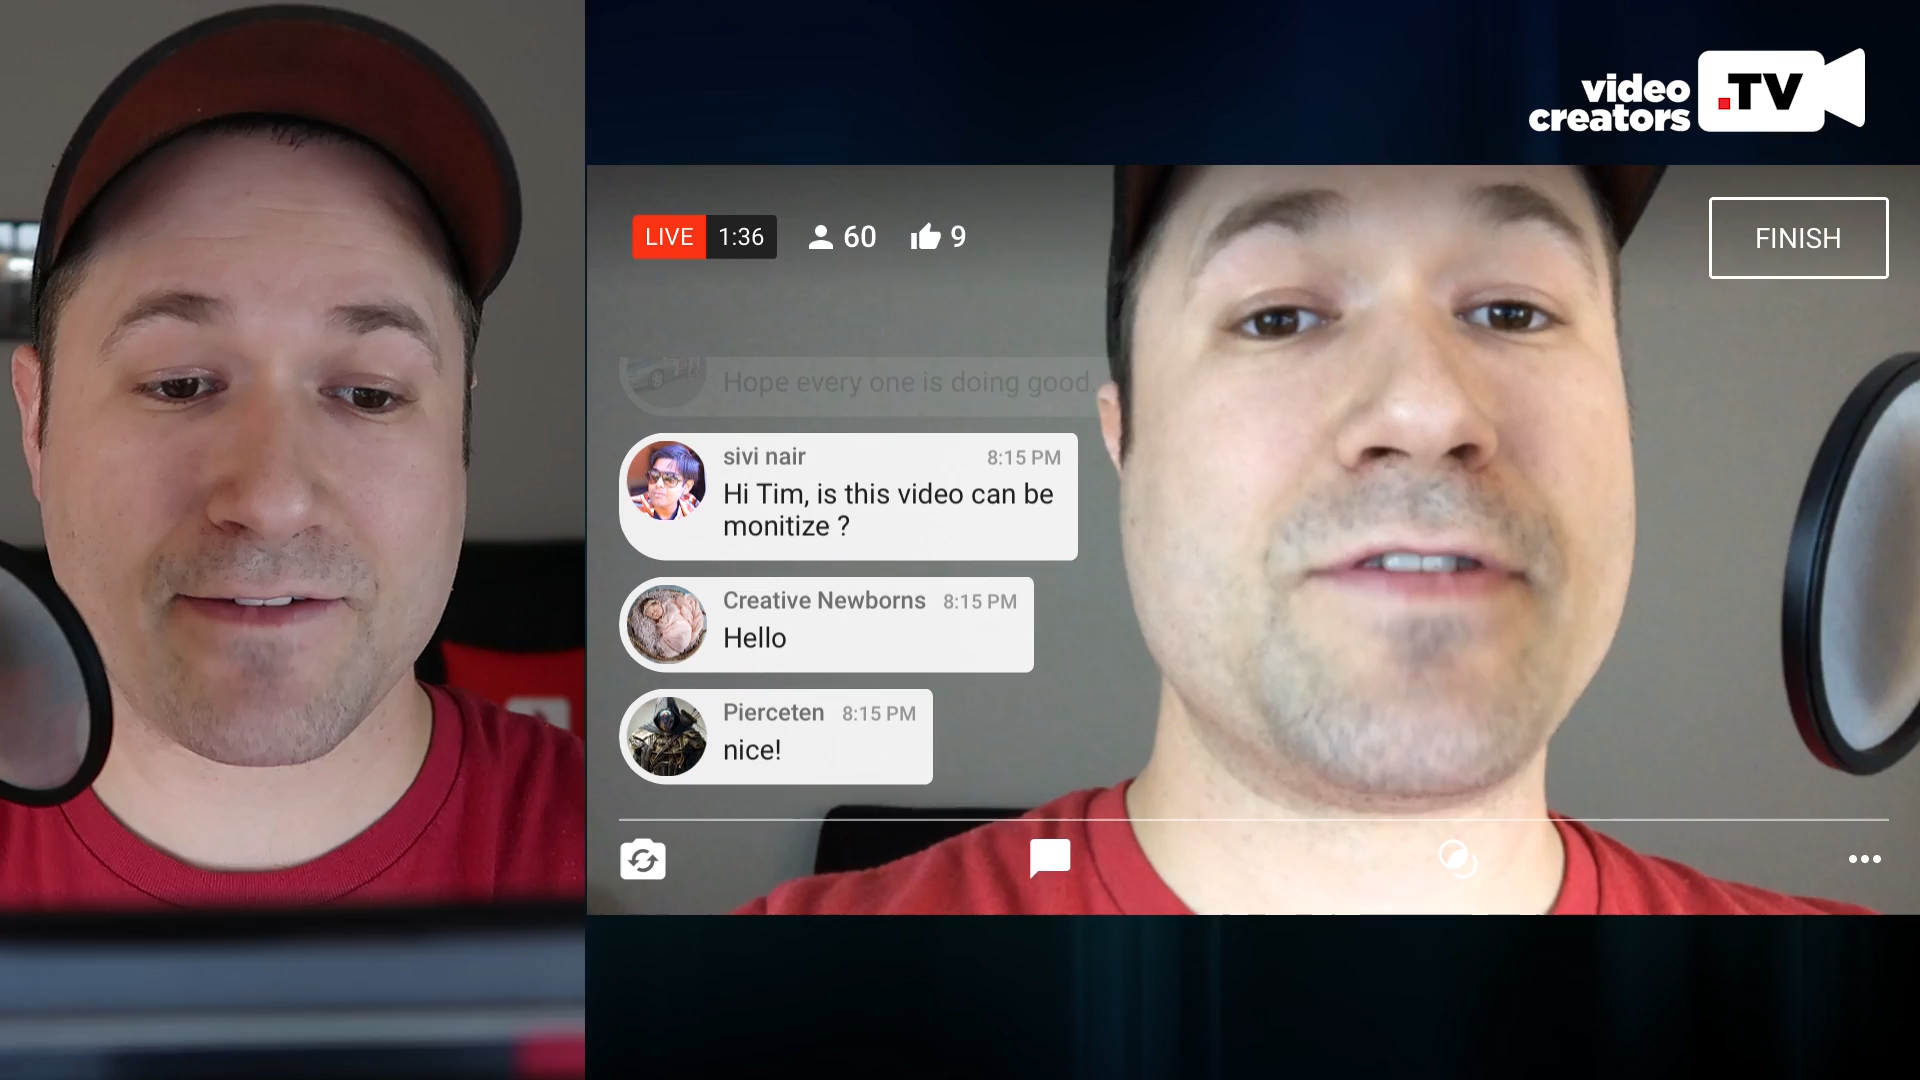 video
creators
.TV
LIVE 1:36 60 9
FINISH
Hope every one is doing good.
sivi nair 8:15 PM
Hi Tim, is this video can be
monitize ?
Creative Newborns 8:15 PM
Hello
Pierceten 8:15 PM
nice!